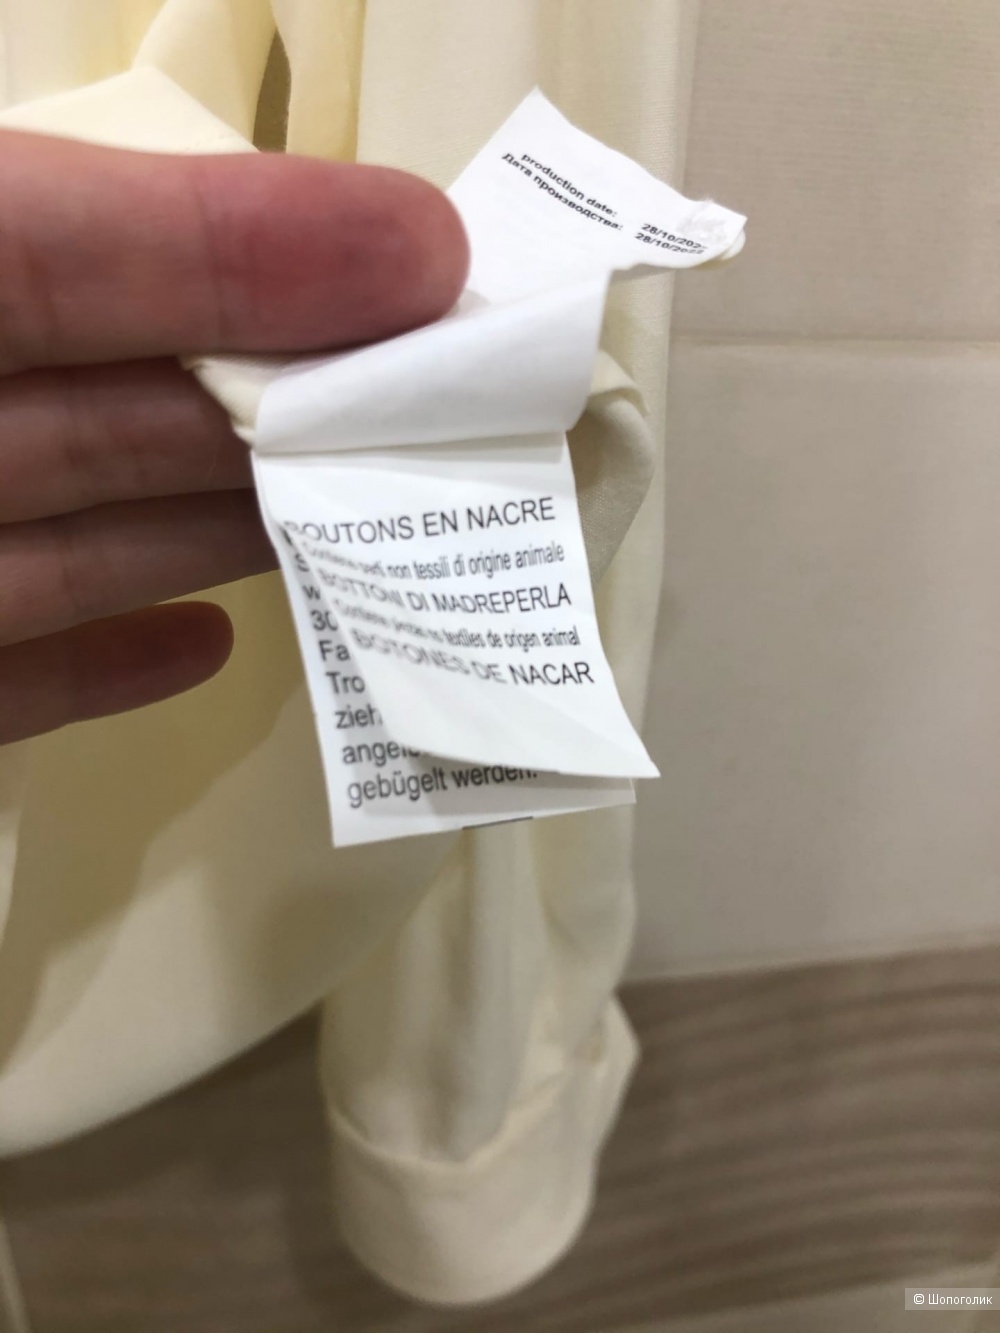 production date:
Дата производства:
28/10/202
28/10/202
BOUTONS EN NACRE
Contiene parti non tessili di origine animale
BOTTONI DI MADREPERLA
Contiene partes no textiles de origen animal
BOTONES DE NACAR
30
Fa
Tro
zieh
ange
gebügelt werden.
© Шопоголик